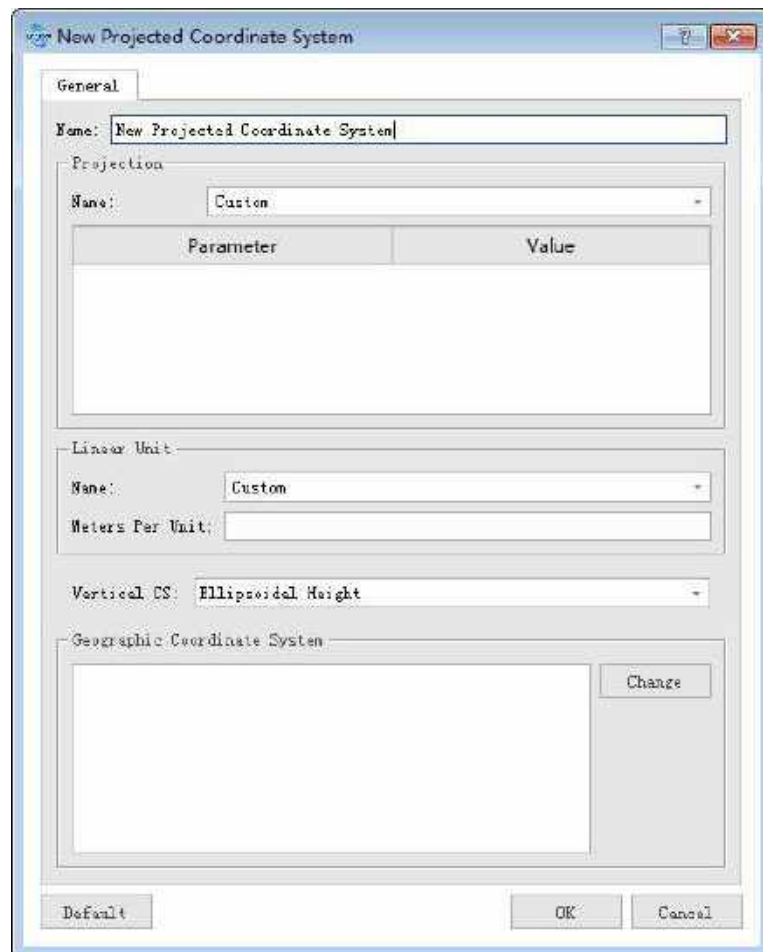 New Projected Coordinate System
General
Name: New Projected Coordinate System
Projection
Name: Custom
Parameter Value
Linear Unit
Name: Custom
Meters Per Unit:
Vertical CS: Ellipsoidal Height
Geographic Coordinate System
Change
Default OK Cancel